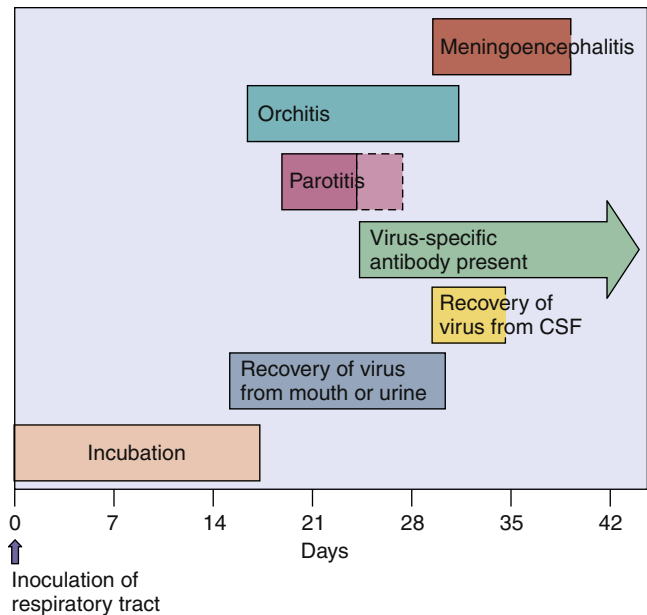 Meningoencephalitis
Orchitis
Parotitis
Virus-specific
antibody present
Recovery of
virus from CSF
Recovery of virus
from mouth or urine
Incubation
0 7 14 21 28 35 42
Days
Inoculation of
respiratory tract